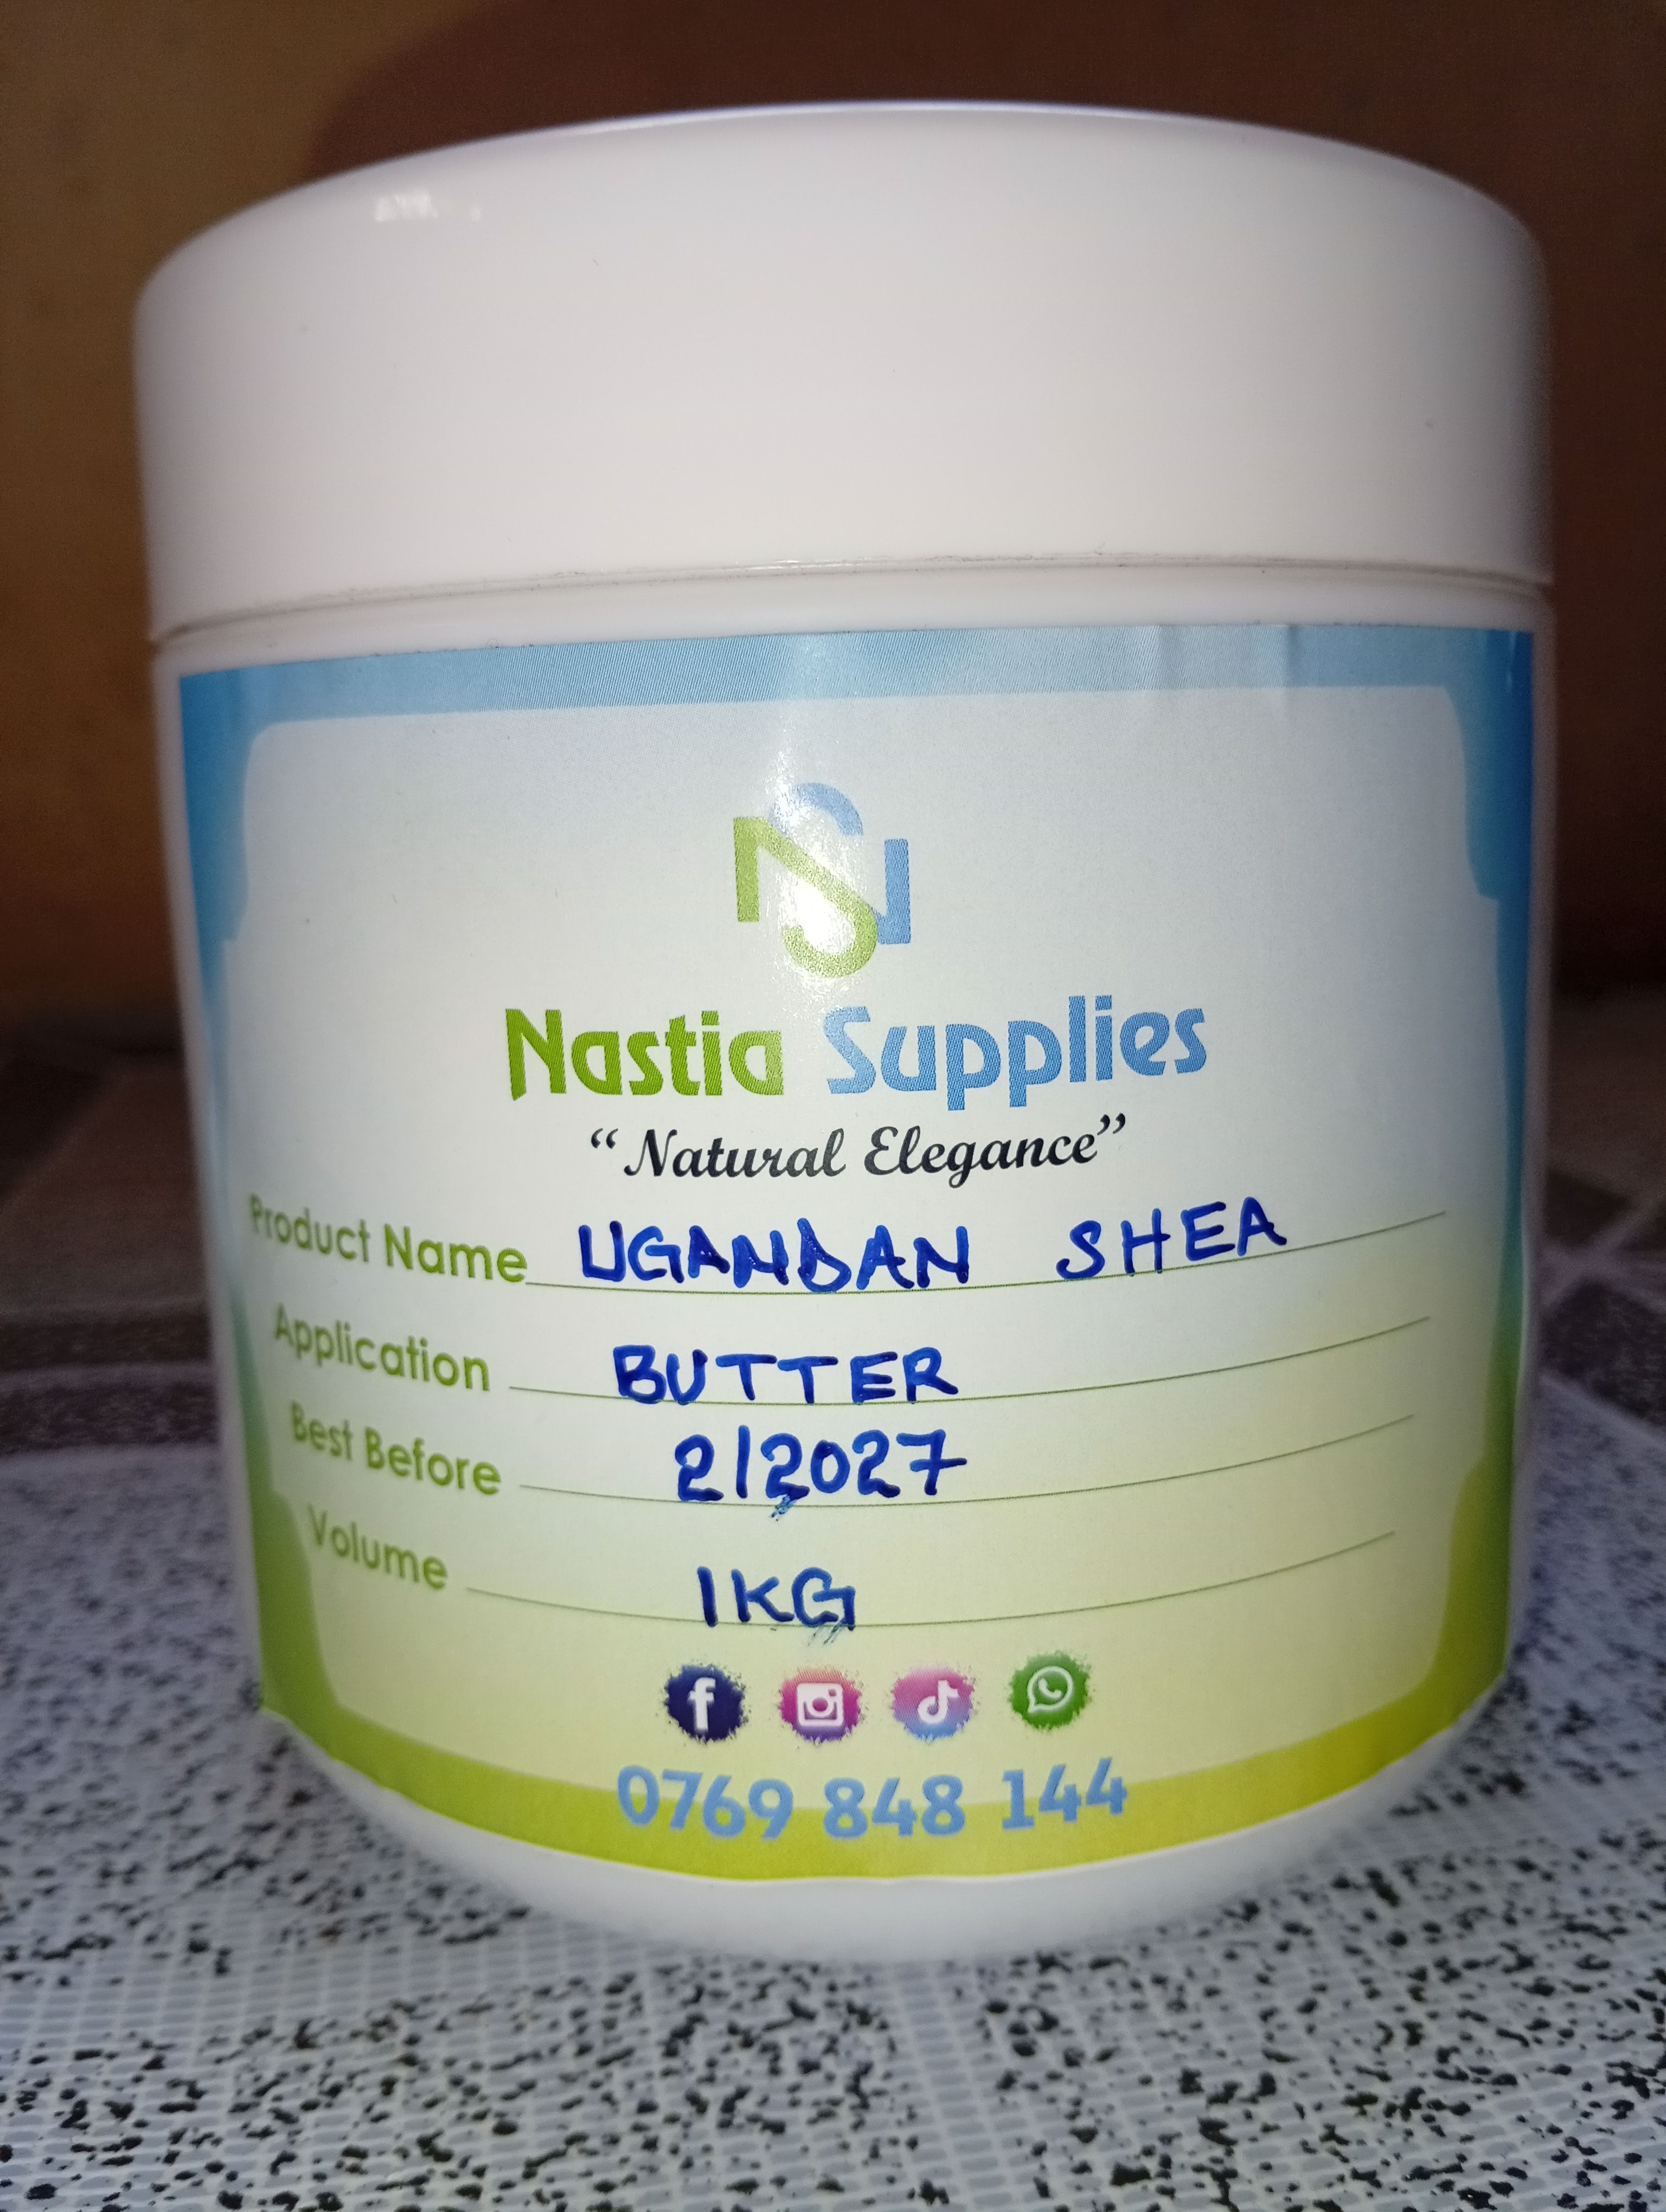 NS
Nastia Supplies
“Natural Elegance”
Product Name UGANDAN SHEA
Application BUTTER
Best Before 2/2027
Volume 1KG
0769 848 144